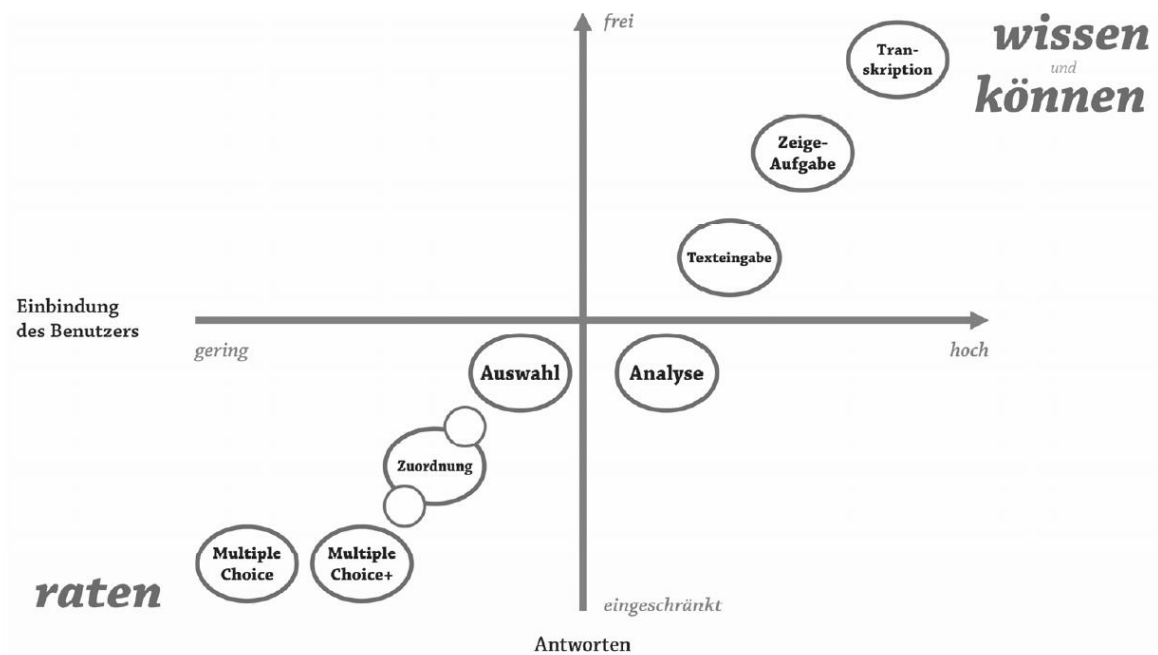 frei
wissen
und
können
Tran-
skription
Zeige-
Aufgabe
Texteingabe
Einbindung
des Benutzers
gering
hoch
Auswahl
Analyse
Zuordnung
Multiple
Choice
Multiple
Choice+
raten
eingeschränkt
Antworten